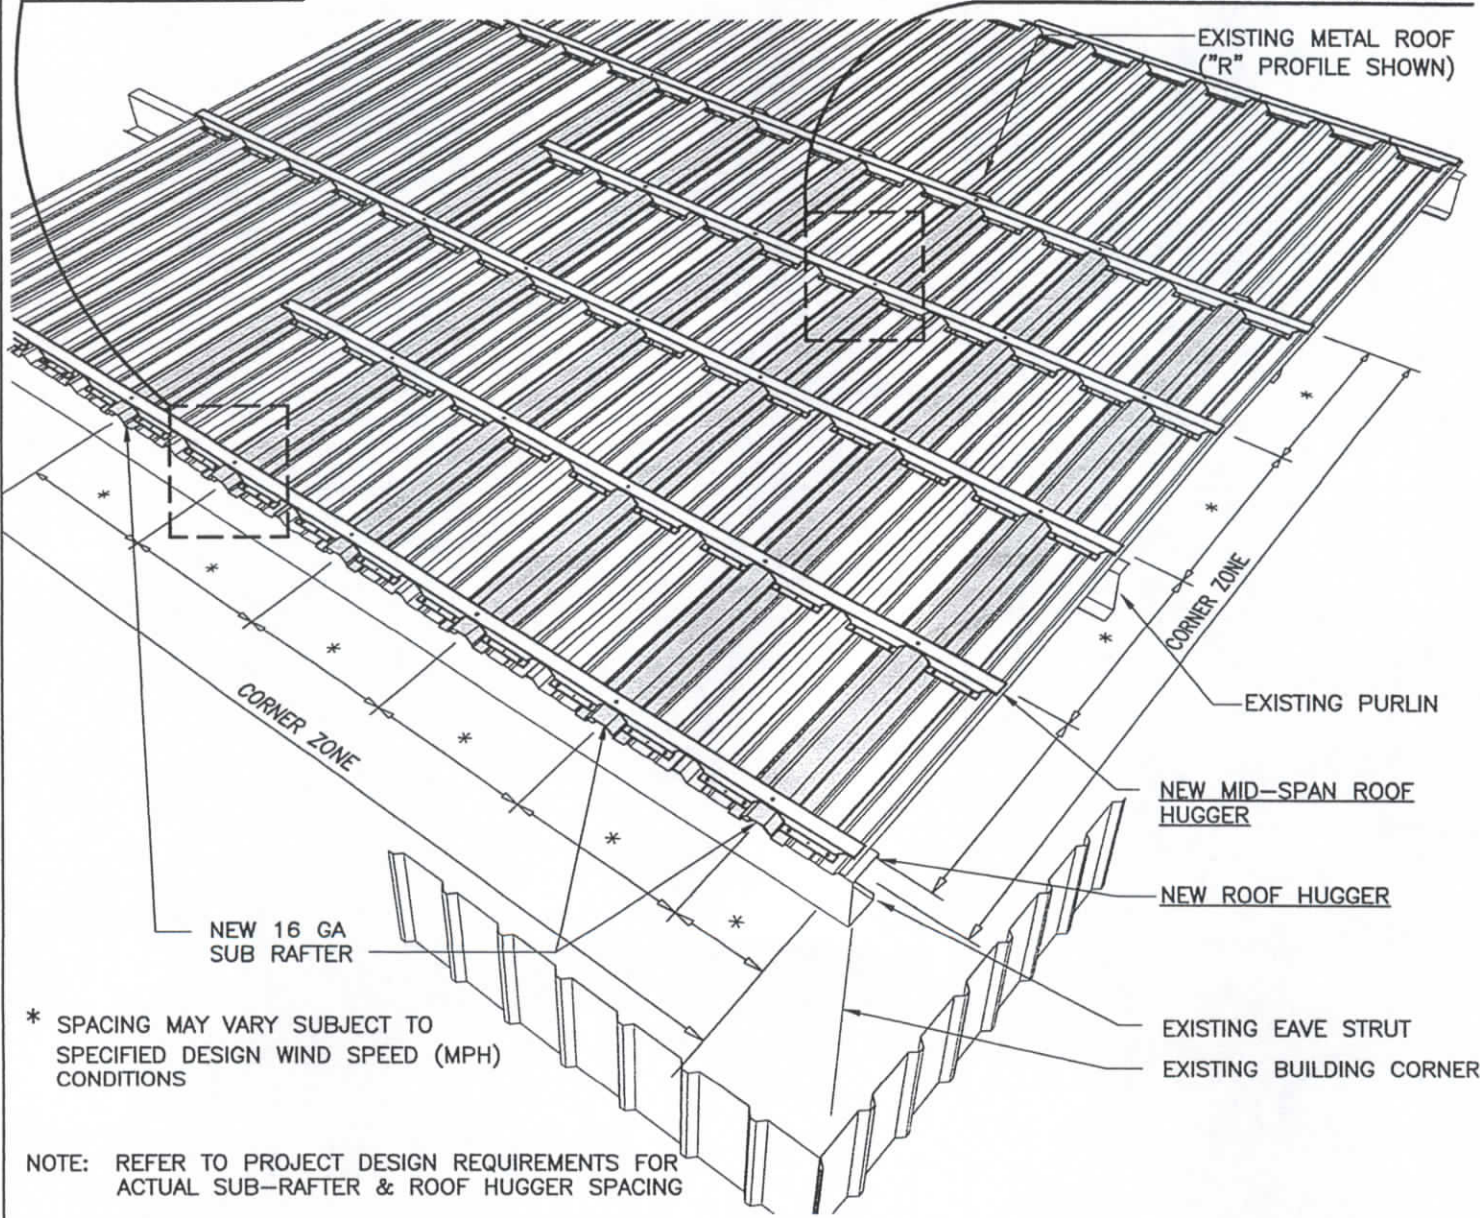 EXISTING METAL ROOF
("R" PROFILE SHOWN)
*
*
CORNER ZONE
*
*
*
*
*
*
*
CORNER ZONE
EXISTING PURLIN
NEW MID-SPAN ROOF
HUGGER
NEW ROOF HUGGER
NEW 16 GA
SUB RAFTER
* SPACING MAY VARY SUBJECT TO
SPECIFIED DESIGN WIND SPEED (MPH)
CONDITIONS
EXISTING EAVE STRUT
EXISTING BUILDING CORNER
NOTE: REFER TO PROJECT DESIGN REQUIREMENTS FOR
ACTUAL SUB-RAFTER & ROOF HUGGER SPACING